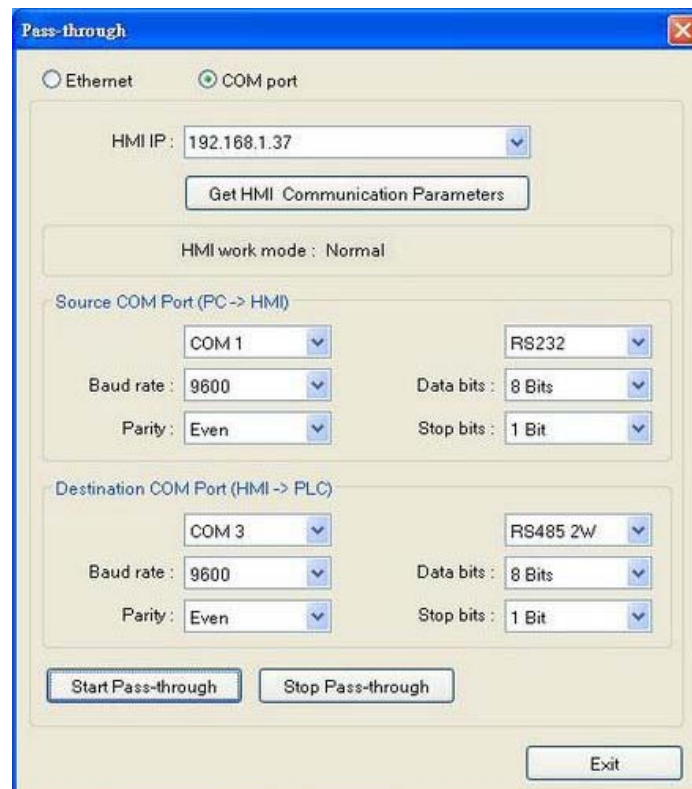 Pass-through
Ethernet COM port
HMI IP : 192.168.1.37
Get HMI Communication Parameters
HMI work mode : Normal
Source COM Port (PC -> HMI)
COM 1 RS232
Baud rate : 9600 Data bits : 8 Bits
Parity : Even Stop bits : 1 Bit
Destination COM Port (HMI -> PLC)
COM 3 RS485 2W
Baud rate : 9600 Data bits : 8 Bits
Parity : Even Stop bits : 1 Bit
Start Pass-through Stop Pass-through
Exit